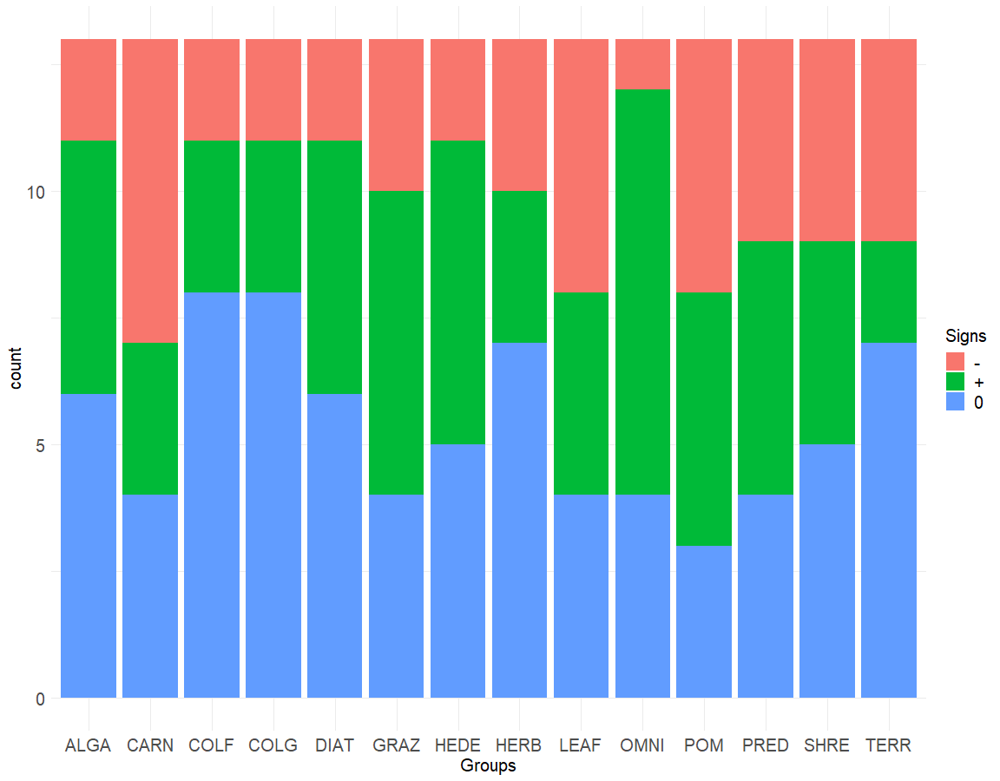 count
10
5
0
ALGA CARN COLF COLG DIAT GRAZ HEDE HERB LEAF OMNI POM PRED SHRE TERR
Groups
Signs
-
+
0